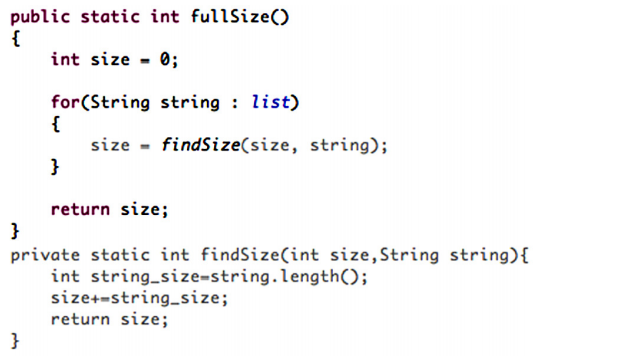 public static int fullSize()
{
    int size = 0;
    for(String string : list)
    {
        size = findSize(size, string);
    }
    return size;
}
private static int findSize(int size,String string){
    int string_size=string.length();
    size+=string_size;
    return size;
}